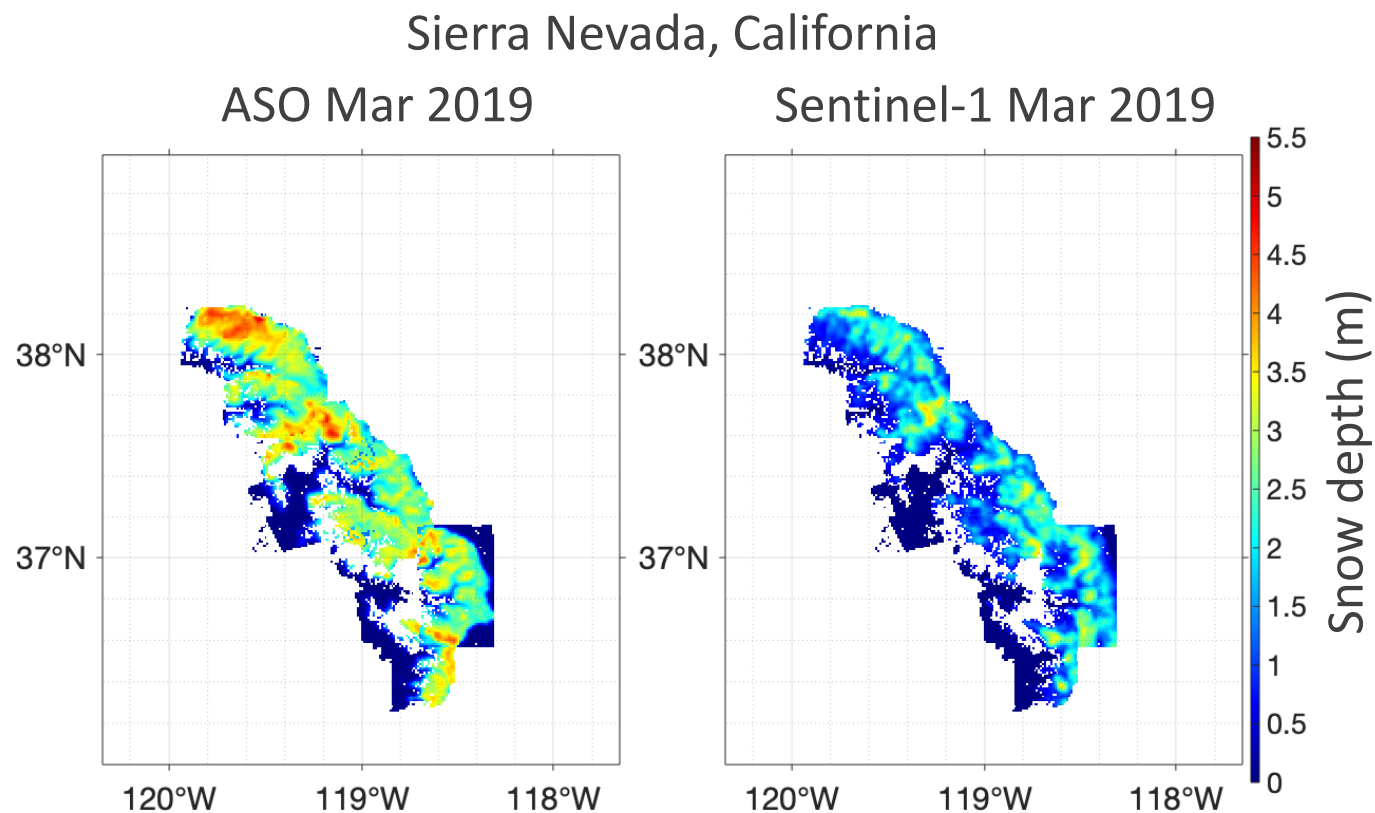 Sierra Nevada, California
ASO Mar 2019
Sentinel-1 Mar 2019
38°N
37°N
120°W
119°W
118°W
38°N
37°N
120°W
119°W
118°W
5.5
5
4.5
4
3.5
3
2.5
2
1.5
1
0.5
0
Snow depth (m)